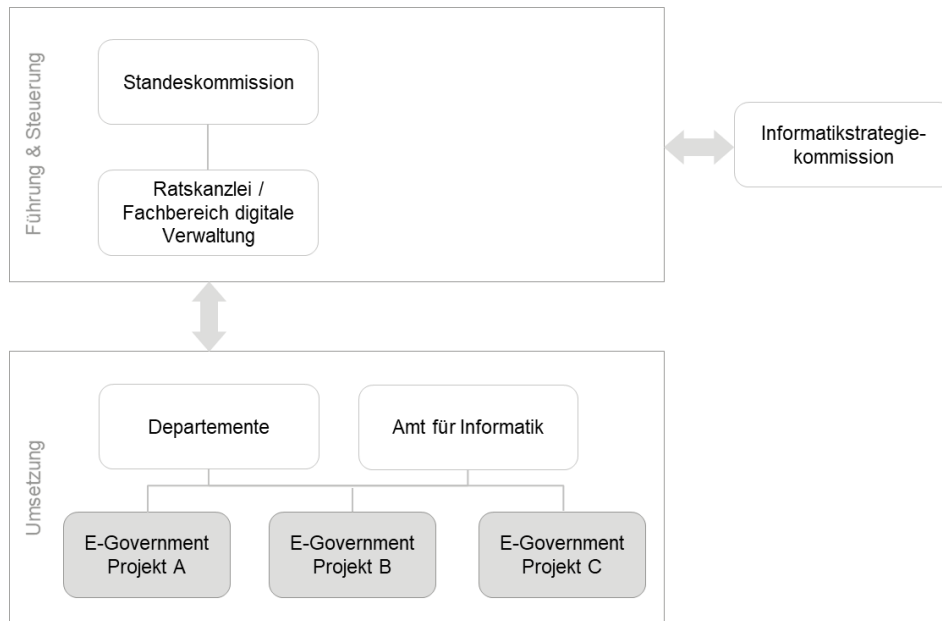 Führung & Steuerung
Standeskommission
Ratskanzlei /
Fachbereich digitale
Verwaltung
Informatikstrategie-
kommission
Umsetzung
Departemente
Amt für Informatik
E-Government
Projekt A
E-Government
Projekt B
E-Government
Projekt C